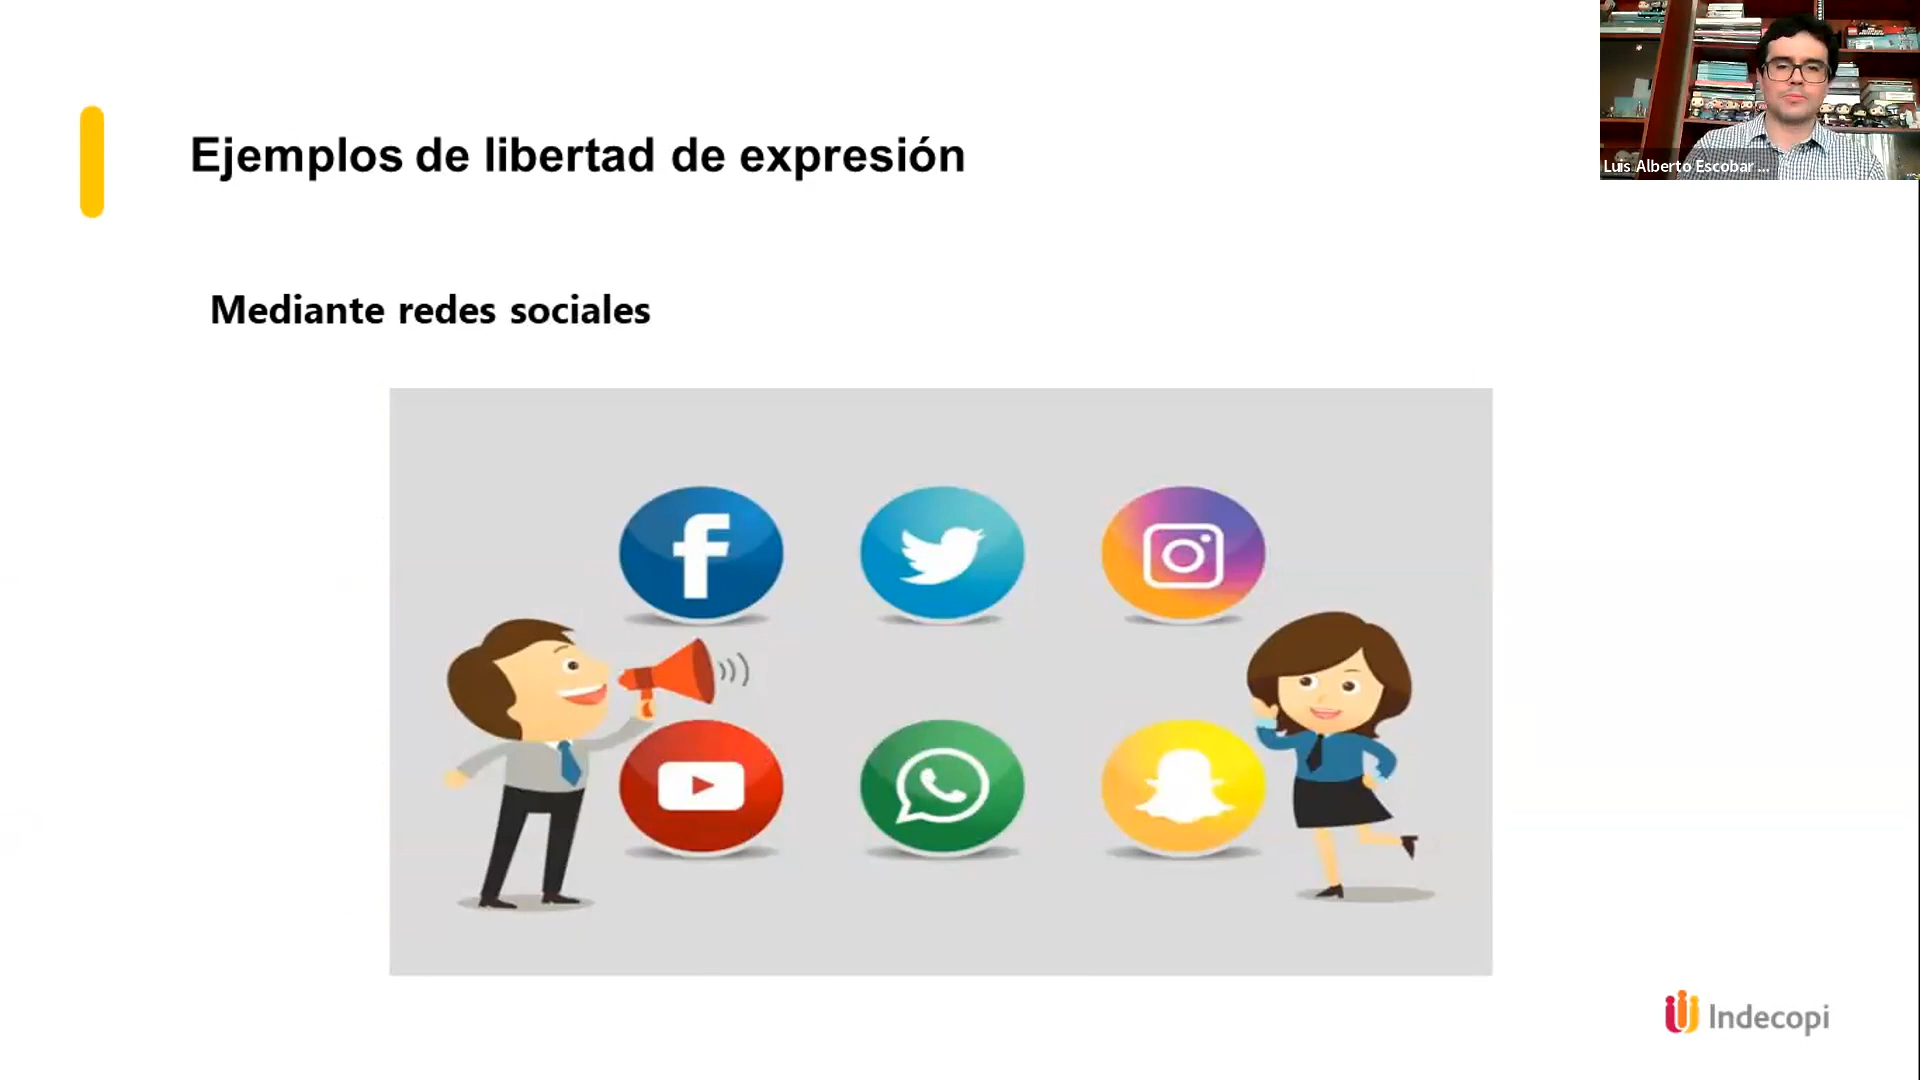 Ejemplos de libertad de expresión
Luis Alberto Escobar ...
Mediante redes sociales
f
Indecopi